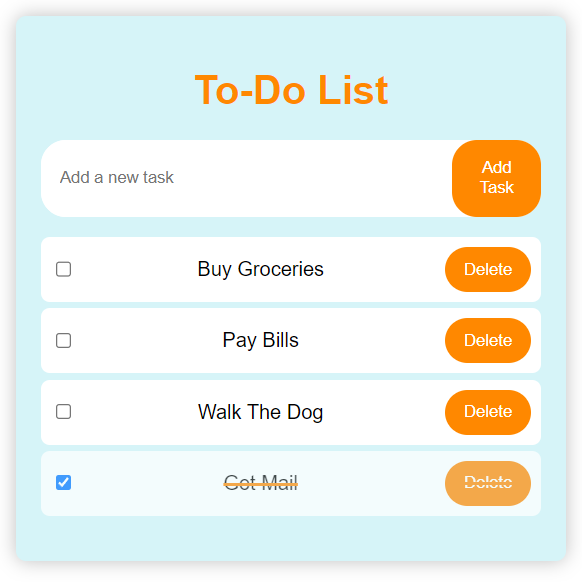 To-Do List
Add a new task
Add
Task
Buy Groceries
Delete
Pay Bills
Delete
Walk The Dog
Delete
Get Mail
Delete